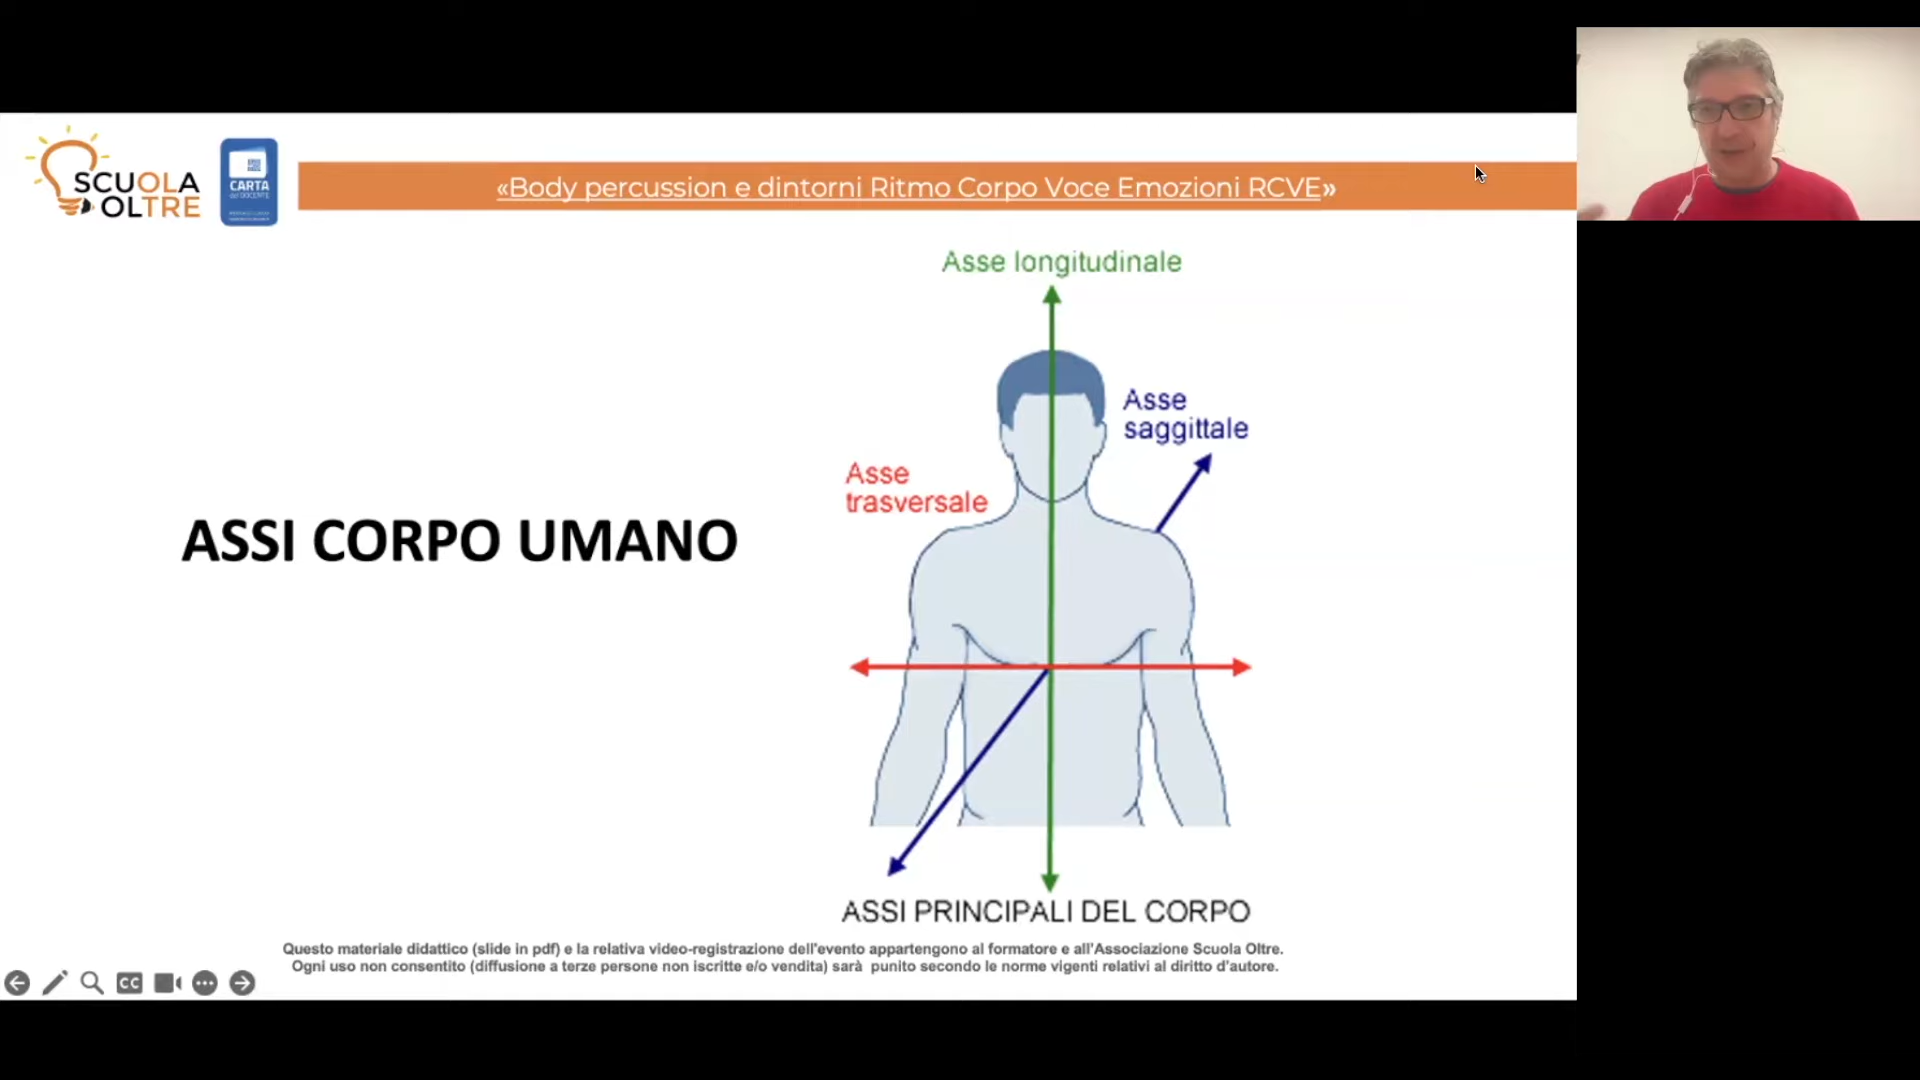 SCUOLA
OLTRE
CARTA
del DOCENTE
«Body percussion e dintorni Ritmo Corpo Voce Emozioni RCVE»
Asse longitudinale
Asse
saggittale
Asse
trasversale
ASSI CORPO UMANO
ASSI PRINCIPALI DEL CORPO
Questo materiale didattico (slide in pdf) e la relativa video-registrazione dell'evento appartengono al formatore e all'Associazione Scuola Oltre.
Ogni uso non consentito (diffusione a terze persone non iscritte e/o vendita) sarà punito secondo le norme vigenti relativi al diritto d'autore.
CC